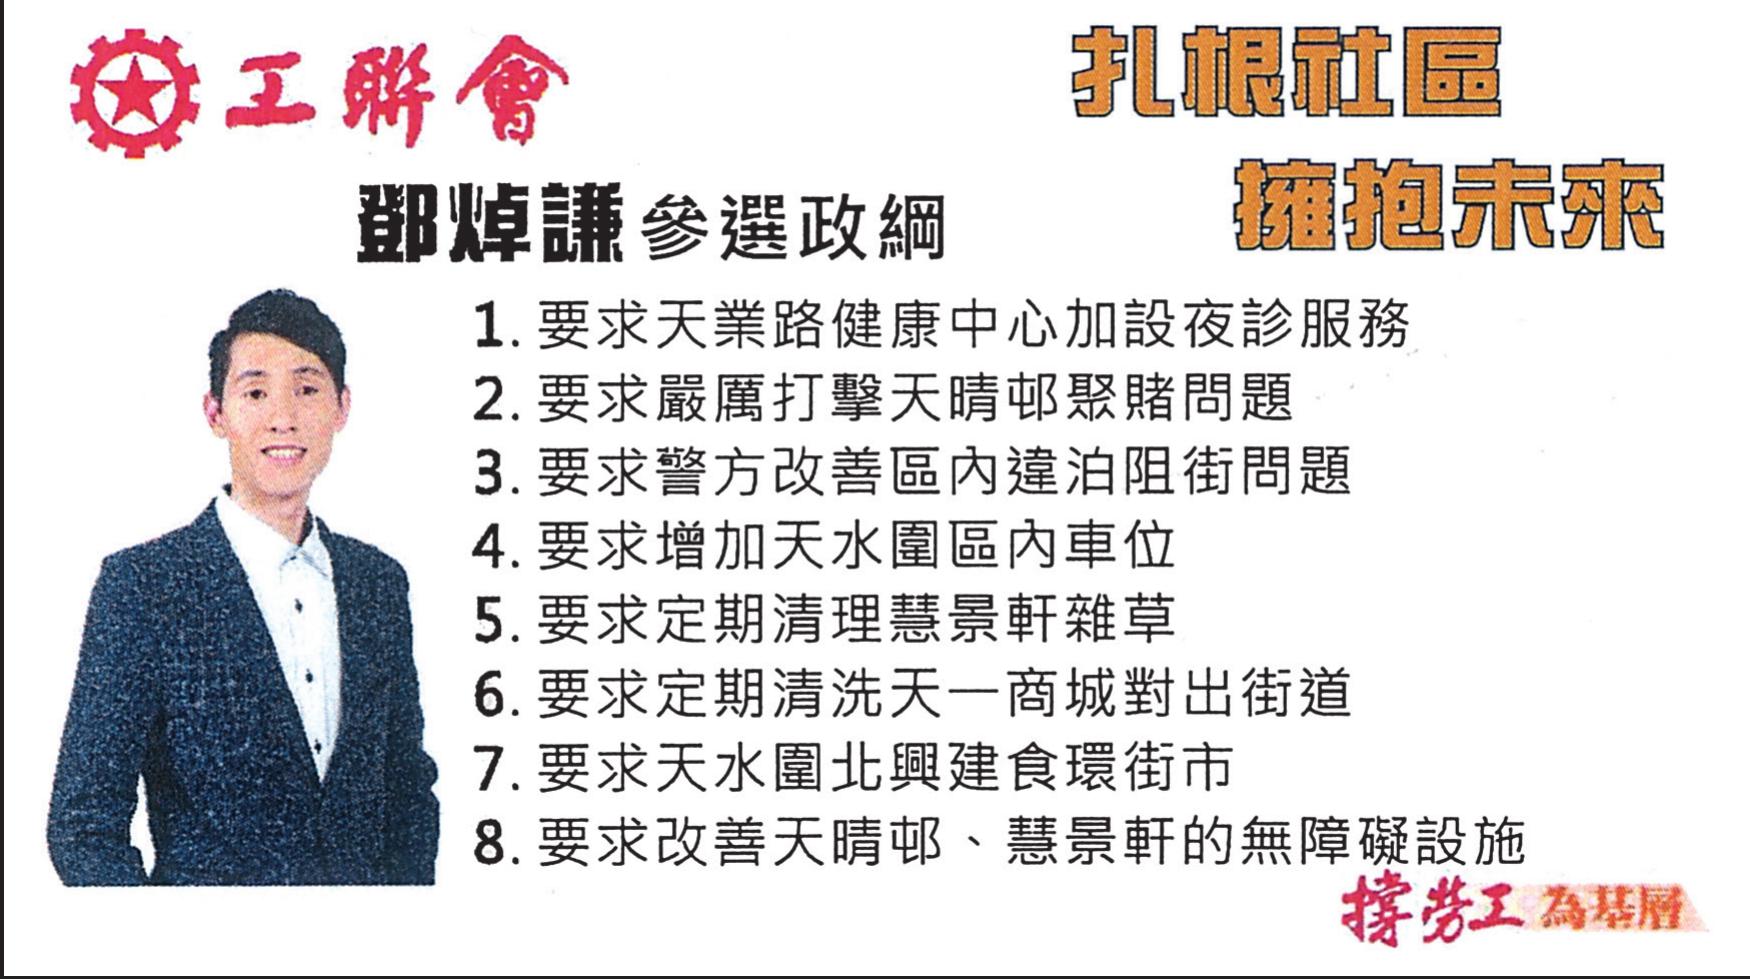 工聯會
扎根社區
擁抱未來
鄧焯謙參選政綱
1. 要求天業路健康中心加設夜診服務
2. 要求嚴厲打擊天晴邨聚賭問題
3. 要求警方改善區內違泊阻街問題
4. 要求增加天水圍區內車位
5. 要求定期清理慧景軒雜草
6. 要求定期清洗天一商城對出街道
7. 要求天水圍北興建食環街市
8. 要求改善天晴邨、慧景軒的無障礙設施
撐勞工為基層